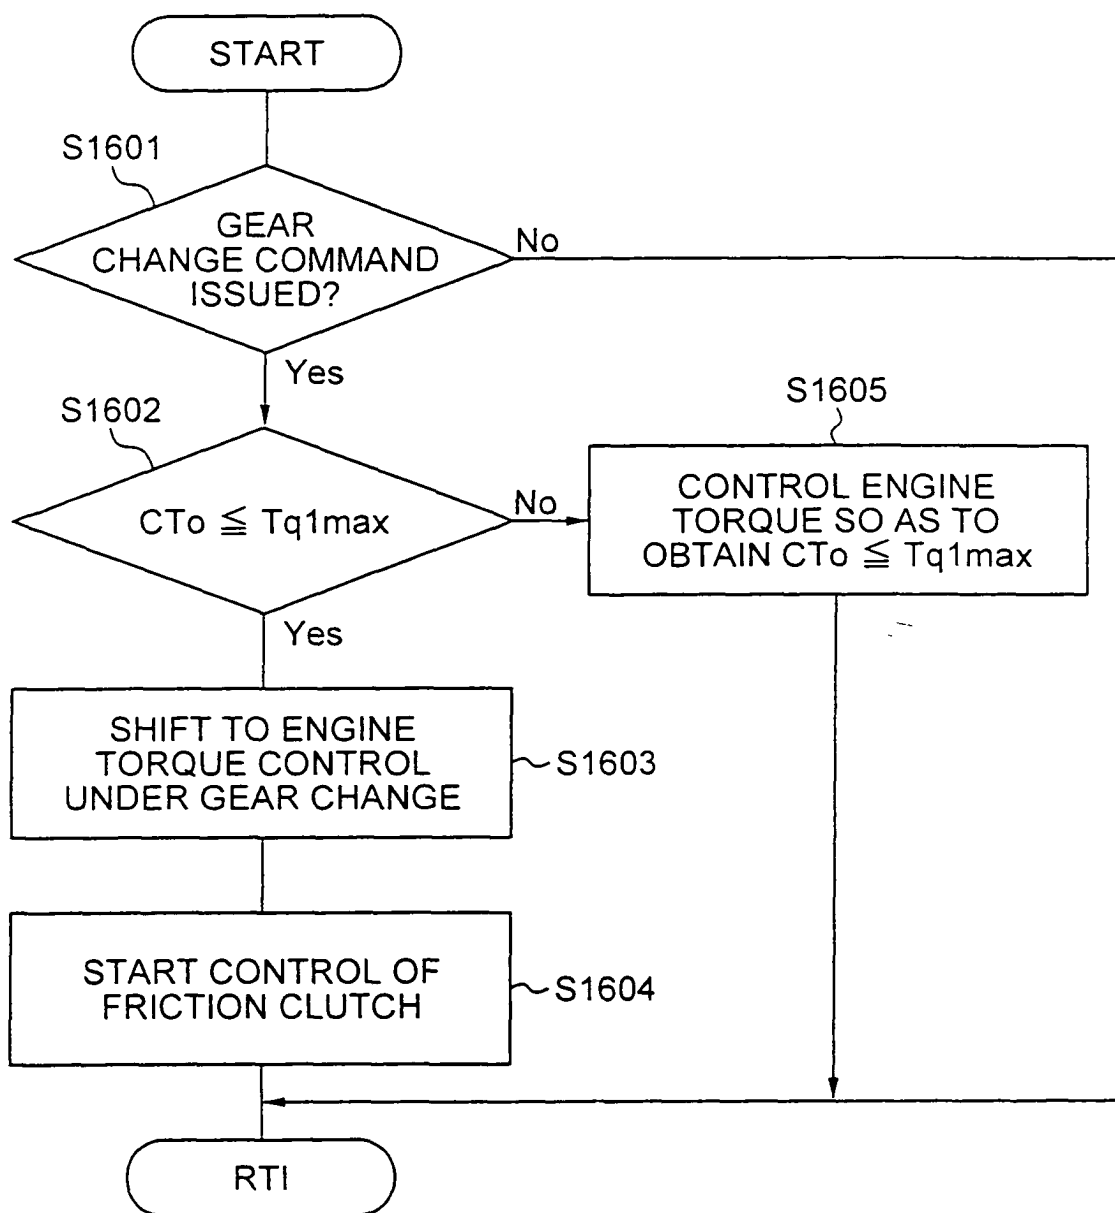 START
S1601
GEAR
CHANGE COMMAND
ISSUED?
No
Yes
S1602
CTo ≦ Tq1max
No
S1605
CONTROL ENGINE
TORQUE SO AS TO
OBTAIN CTo ≦ Tq1max
Yes
SHIFT TO ENGINE
TORQUE CONTROL
UNDER GEAR CHANGE
S1603
START CONTROL OF
FRICTION CLUTCH
S1604
RTI